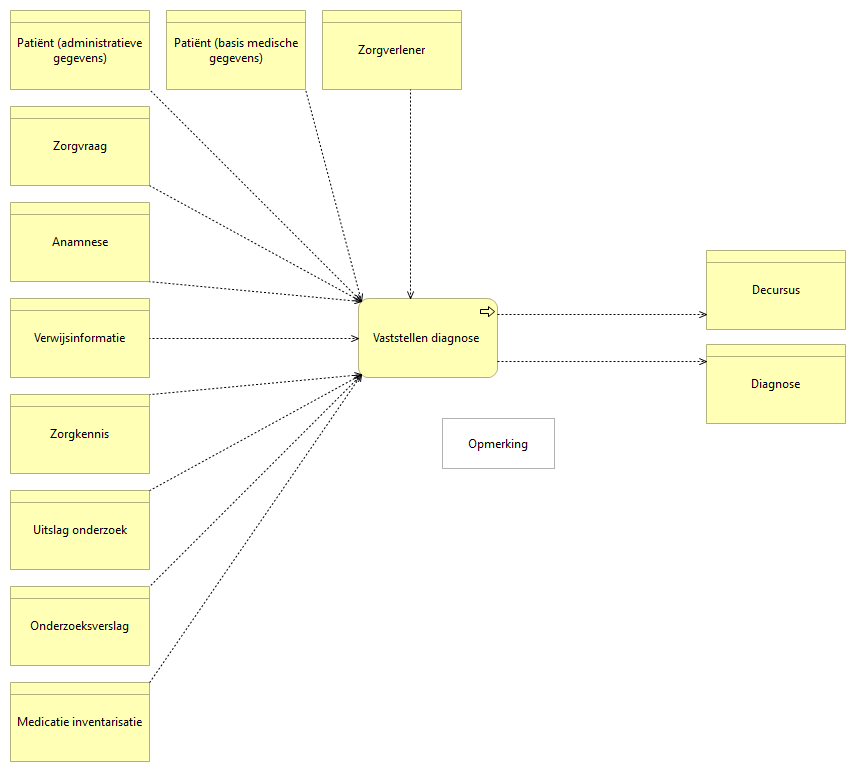 Patiënt (administratieve
gegevens)
Patiënt (basis medische
gegevens)
Zorgverlener
Zorgvraag
Anamnese
Verwijsinformatie
Zorgkennis
Uitslag onderzoek
Onderzoeksverslag
Medicatie inventarisatie
Vaststellen diagnose
Opmerking
Decursus
Diagnose